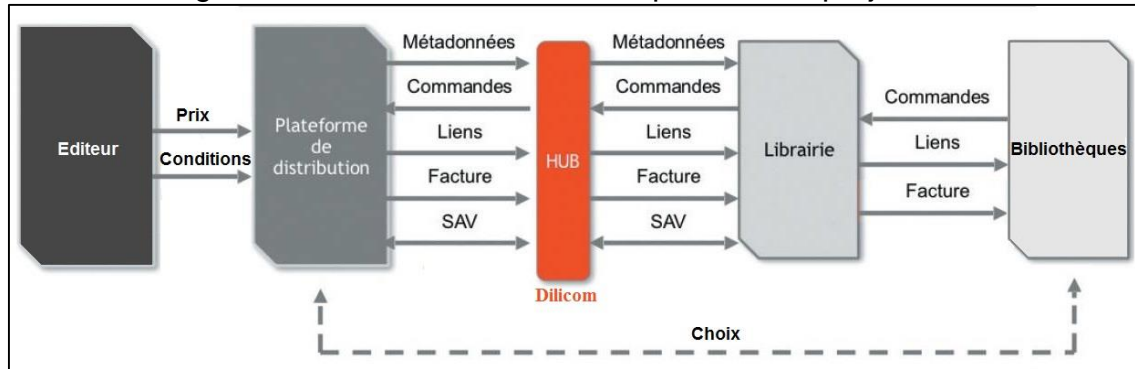 Métadonnées
Métadonnées
Commandes
Commandes
Commandes
Prix
Editeur
Conditions
Plateforme
de
distribution
Liens
HUB
Liens
Librairie
Liens
Bibliothèques
Facture
Facture
Facture
SAV
SAV
Dilicom
Choix